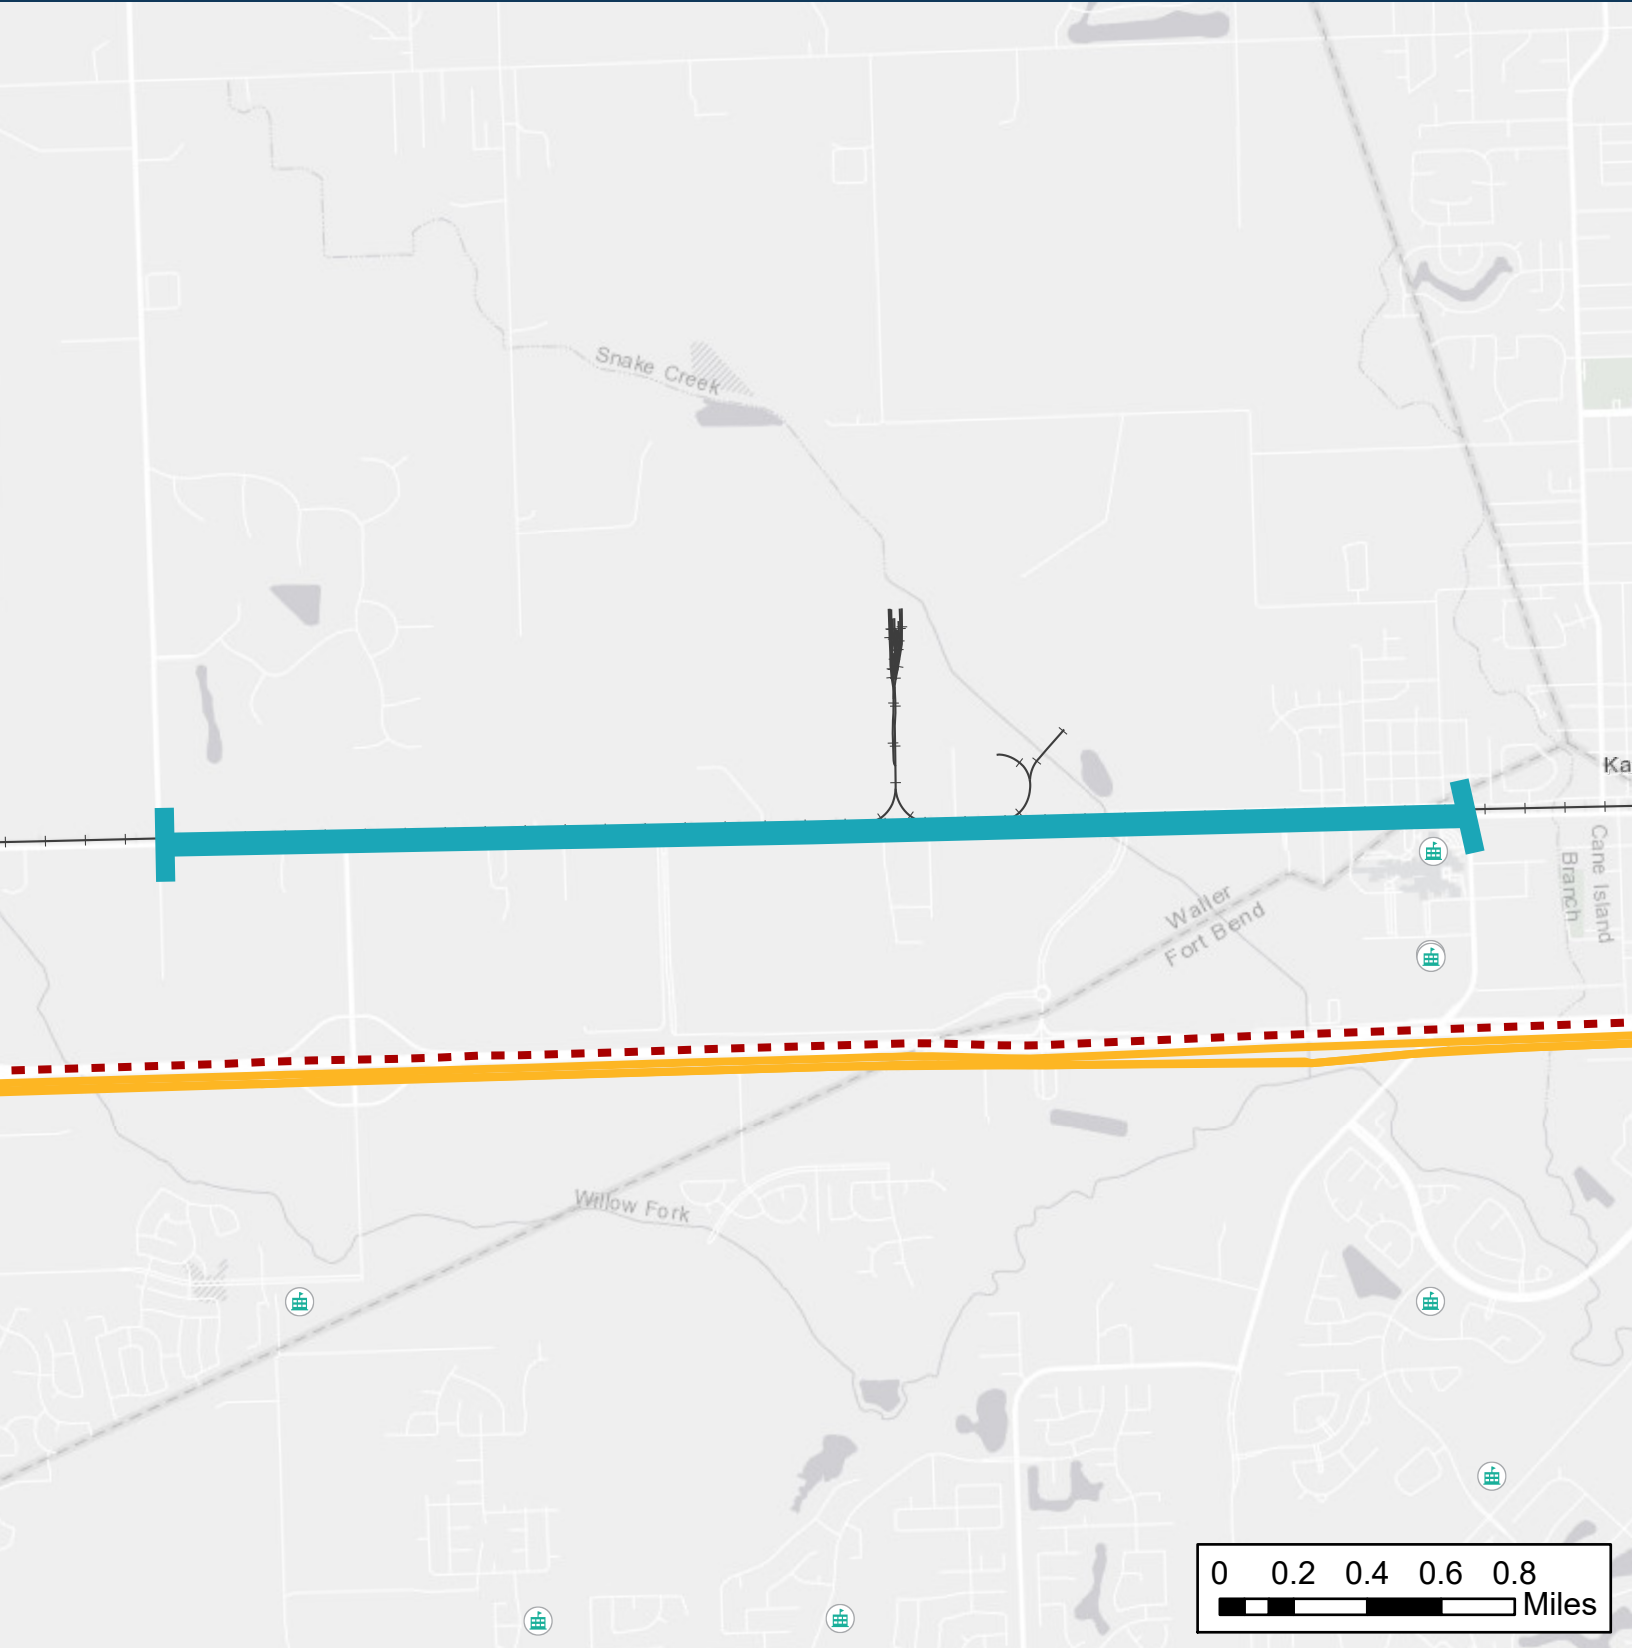 Snake Creek
Ka
Waller
Fort Bend
Cane Island
Branch
Willow Fork
0 0.2 0.4 0.6 0.8
Miles